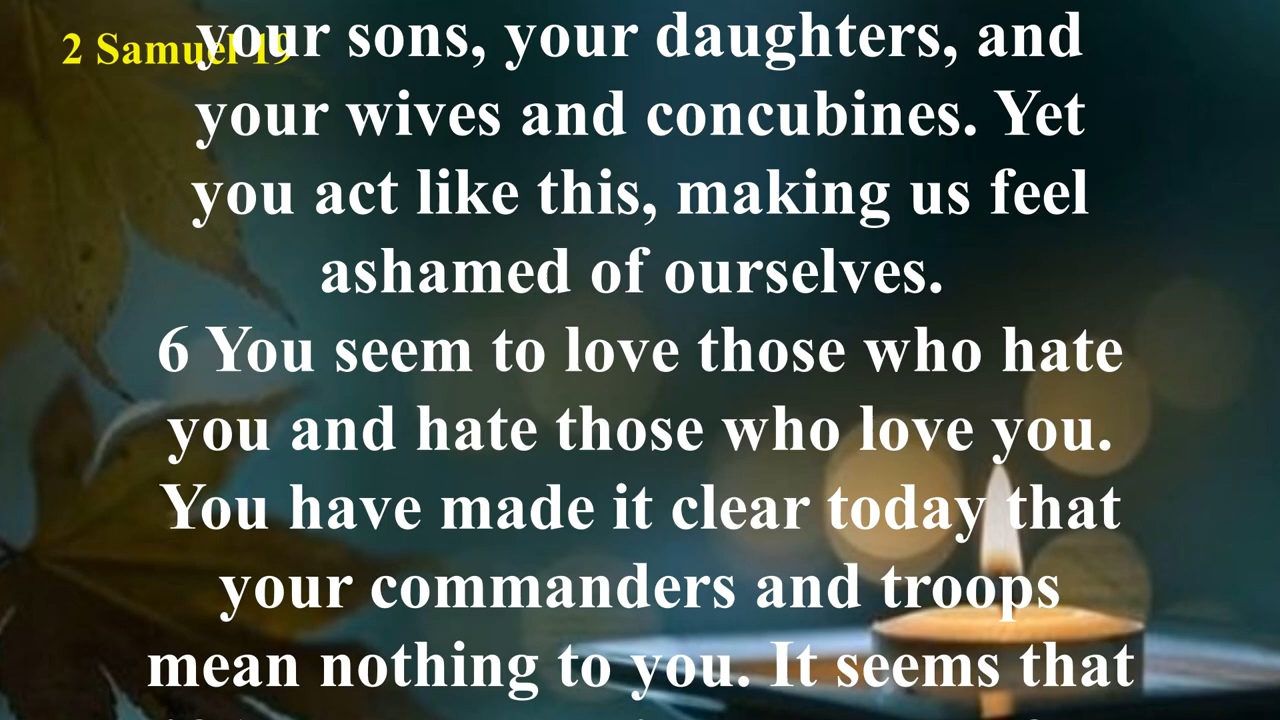 2 Samuel 19
your sons, your daughters, and
your wives and concubines. Yet
you act like this, making us feel
ashamed of ourselves.
6 You seem to love those who hate
you and hate those who love you.
You have made it clear today that
your commanders and troops
mean nothing to you. It seems that